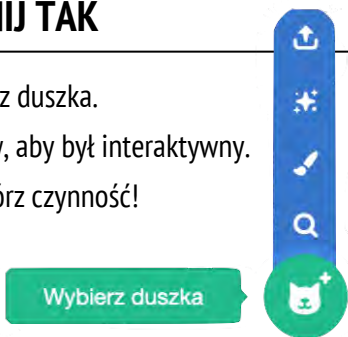 IJ TAK
z duszka.
, aby był interaktywny.
órz czynność!
Wybierz duszka